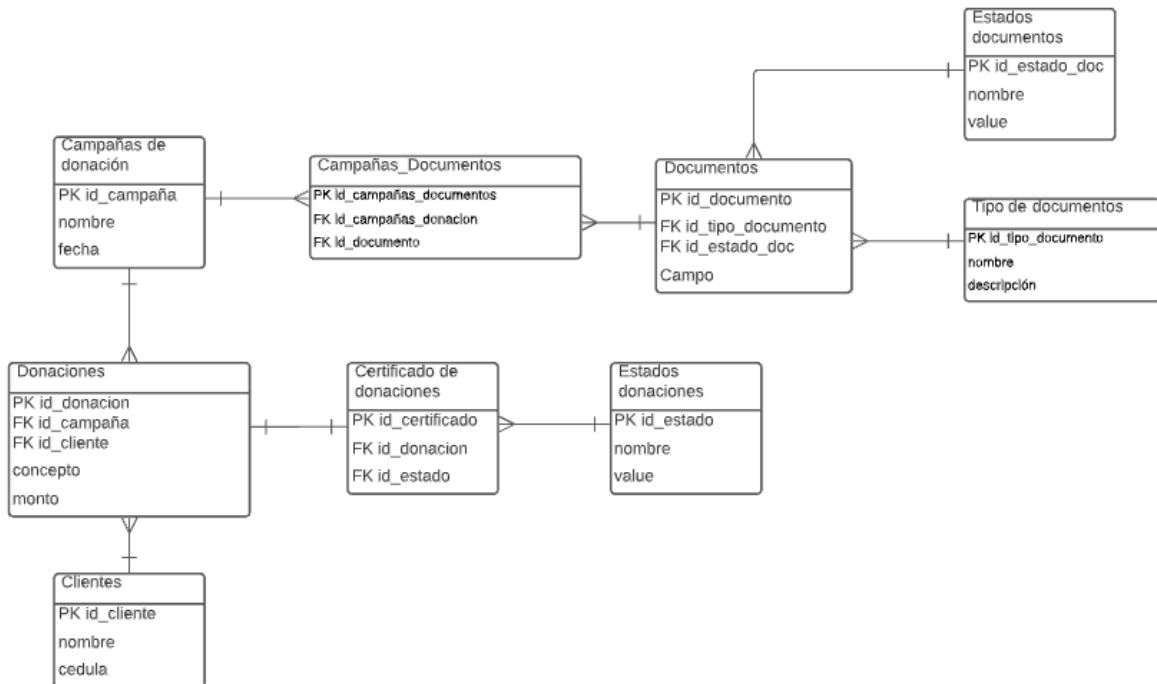 Estados
documentos
PK id_estado_doc
nombre
value
Campañas de
donación
PK id_campaña
nombre
fecha
Campañas_Documentos
PK id_campañas_documentos
FK id_campañas_donacion
FK id_documento
Documentos
PK id_documento
FK id_tipo_documento
FK id_estado_doc
Campo
Tipo de documentos
PK id_tipo_documento
nombre
descripción
Donaciones
PK id_donacion
FK id_campaña
FK id_cliente
concepto
monto
Certificado de
donaciones
PK id_certificado
FK id_donacion
FK id_estado
Estados
donaciones
PK id_estado
nombre
value
Clientes
PK id_cliente
nombre
cedula